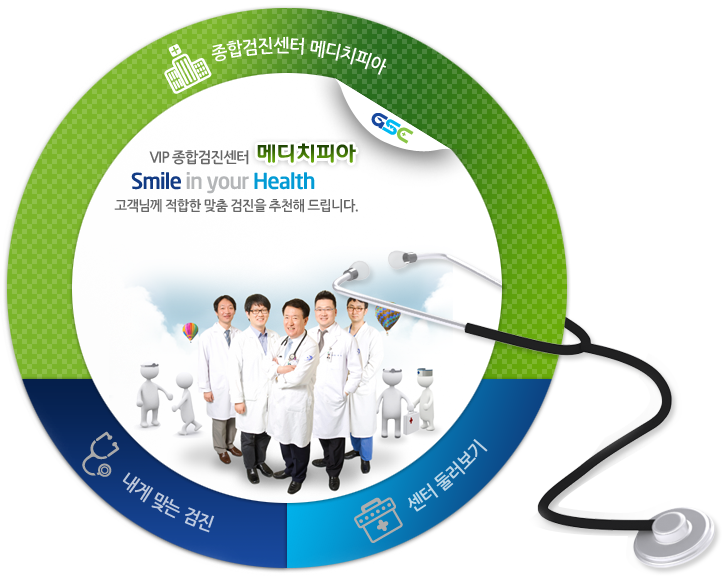 종합검진센터 메디치피아
GSC
VIP 종합검진센터 메디치피아
Smile in your Health
고객님께 적합한 맞춤 검진을 추천해 드립니다.
내게 맞는 검진
센터 둘러보기